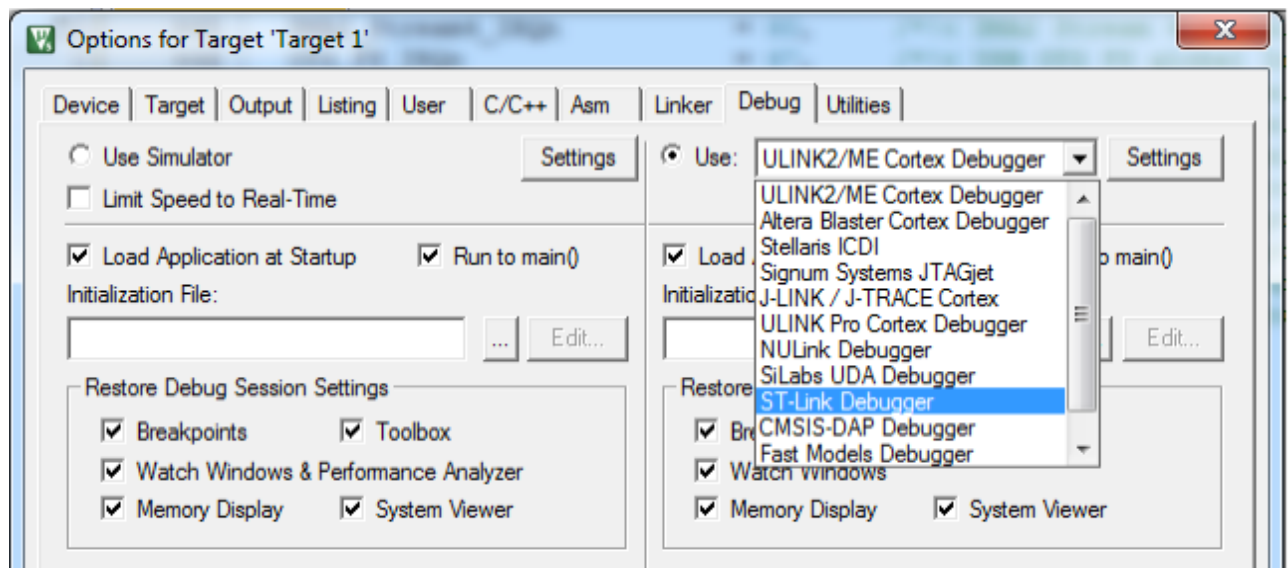 Options for Target 'Target 1'
Device Target Output Listing User C/C++ Asm Linker Debug Utilities
Use Simulator Settings
Limit Speed to Real-Time
Load Application at Startup Run to main()
Initialization File:
... Edit...
Restore Debug Session Settings
Breakpoints Toolbox
Watch Windows & Performance Analyzer
Memory Display System Viewer
Use: ULINK2/ME Cortex Debugger Settings
ULINK2/ME Cortex Debugger
Altera Blaster Cortex Debugger
Stellaris ICDI
Signum Systems JTAGjet
J-LINK / J-TRACE Cortex
ULINK Pro Cortex Debugger
NULink Debugger
SiLabs UDA Debugger
ST-Link Debugger
CMSIS-DAP Debugger
Fast Models Debugger
Load main()
Edit...
Restore
Watch Windows
Memory Display System Viewer